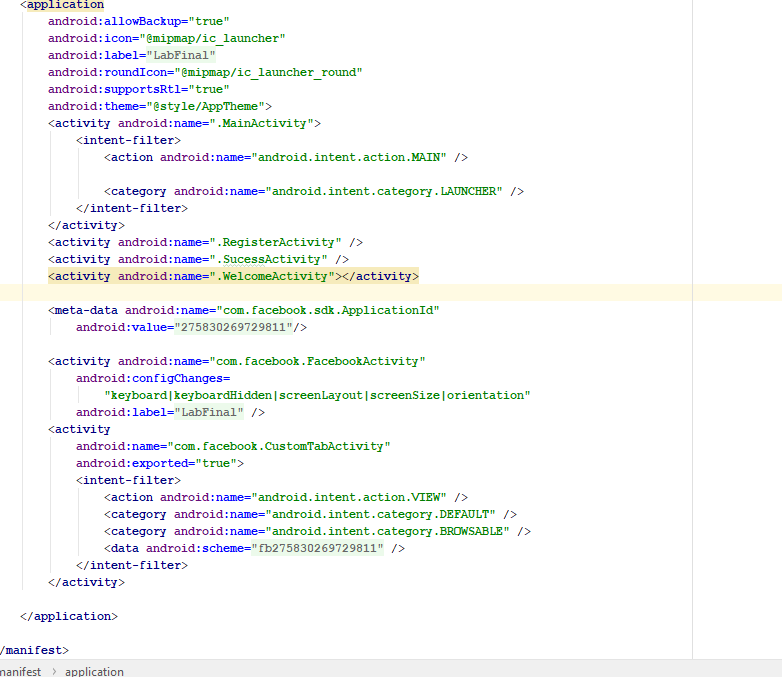 <application
android:allowBackup="true"
android:icon="@mipmap/ic_launcher"
android:label="LabFinal"
android:roundIcon="@mipmap/ic_launcher_round"
android:supportsRtl="true"
android:theme="@style/AppTheme">
<activity android:name=".MainActivity">
<intent-filter>
<action android:name="android.intent.action.MAIN" />
<category android:name="android.intent.category.LAUNCHER" />
</intent-filter>
</activity>
<activity android:name=".RegisterActivity" />
<activity android:name=".SucessActivity" />
<activity android:name=".WelcomeActivity"></activity>
<meta-data android:name="com.facebook.sdk.ApplicationId"
android:value="275830269729811"/>
<activity android:name="com.facebook.FacebookActivity"
android:configChanges=
"keyboard|keyboardHidden|screenLayout|screenSize|orientation"
android:label="LabFinal" />
<activity
android:name="com.facebook.CustomTabActivity"
android:exported="true">
<intent-filter>
<action android:name="android.intent.action.VIEW" />
<category android:name="android.intent.category.DEFAULT" />
<category android:name="android.intent.category.BROWSABLE" />
<data android:scheme="fb275830269729811" />
</intent-filter>
</activity>
</application>
/manifest>
manifest > application